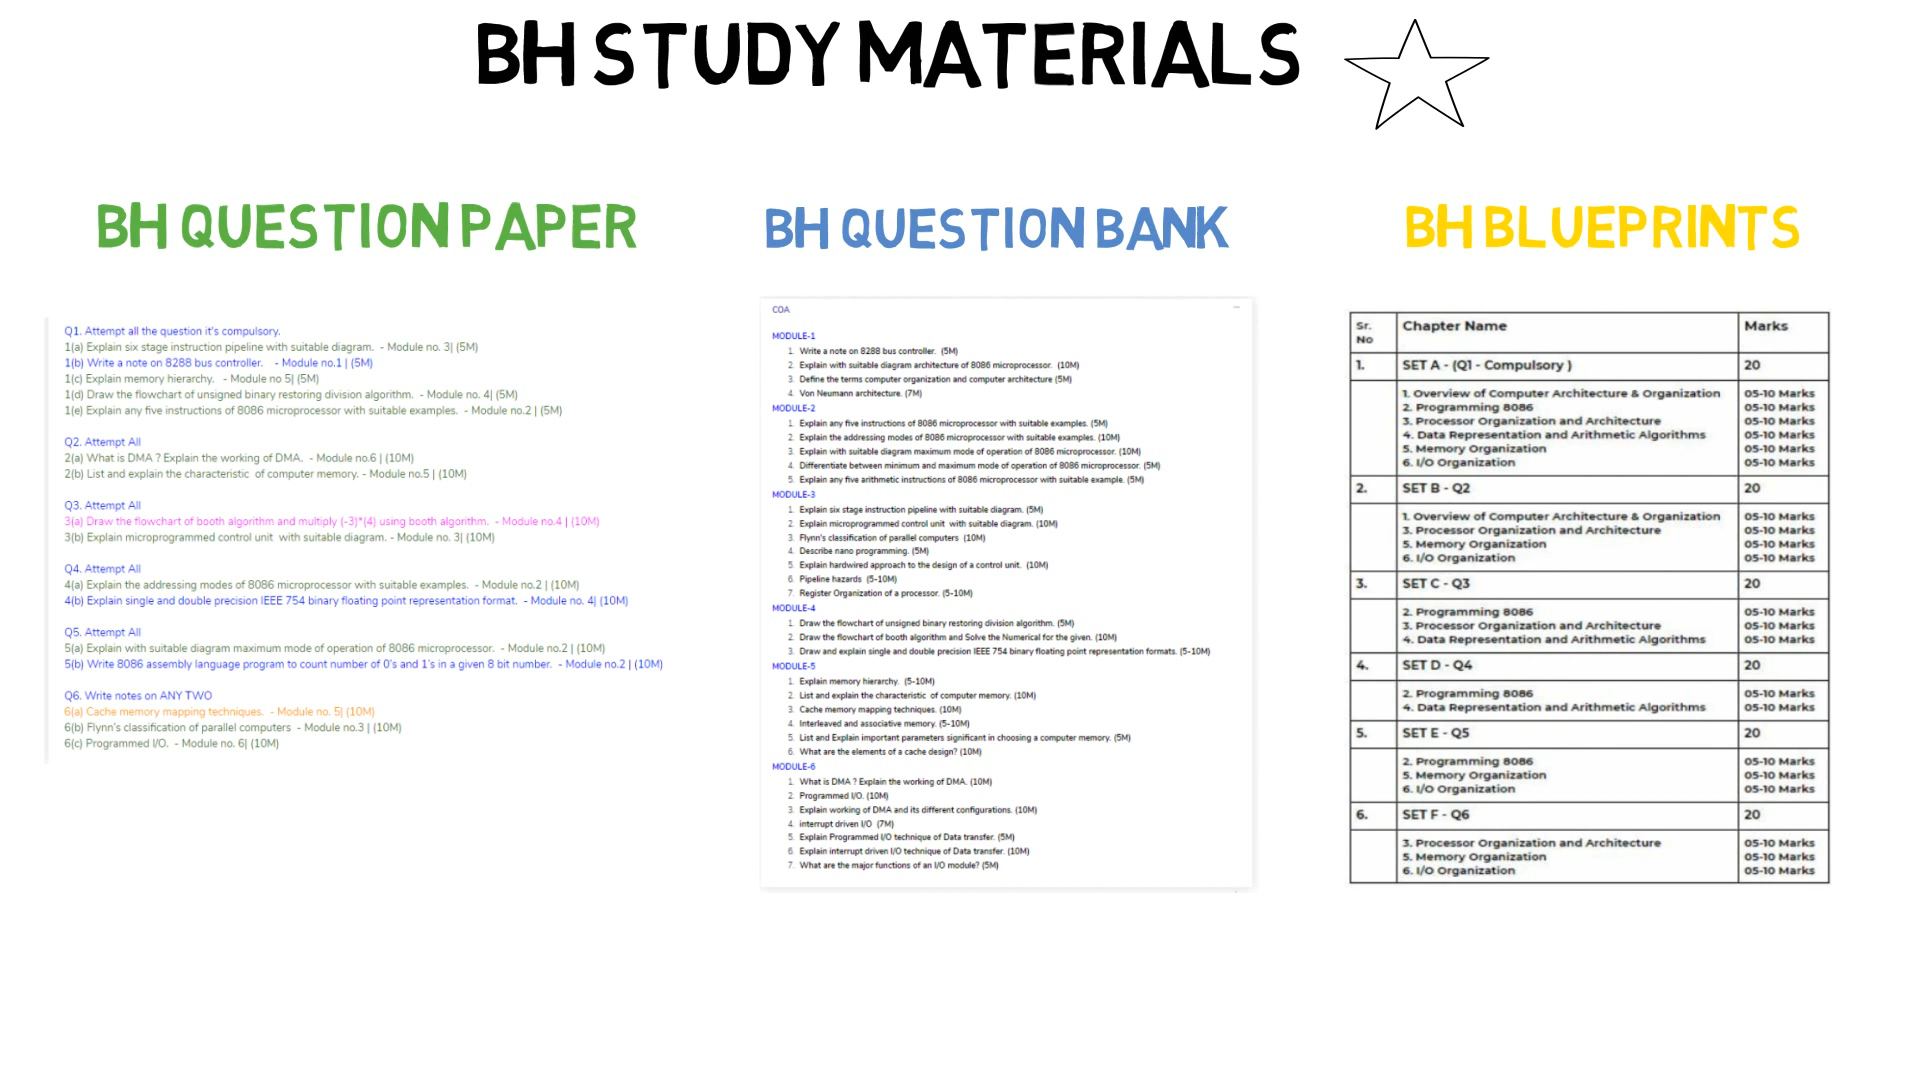 BH STUDY MATERIALS
BH QUESTION PAPER
Q1. Attempt all the question it's compulsory.
1(a) Explain six stage instruction pipeline with suitable diagram. - Module no. 3| (5M)
1(b) Write a note on 8288 bus controller. - Module no.1 | (5M)
1(c) Explain memory hierarchy. - Module no 5| (5M)
1(d) Draw the flowchart of unsigned binary restoring division algorithm. - Module no. 4| (5M)
1(e) Explain any five instructions of 8086 microprocessor with suitable examples. - Module no.2 | (5M)
Q2. Attempt All
2(a) What is DMA ? Explain the working of DMA. - Module no.6 | (10M)
2(b) List and explain the characteristic of computer memory. - Module no.5 | (10M)
Q3. Attempt All
3(a) Draw the flowchart of booth algorithm and multiply (-3)*(4) using booth algorithm. - Module no.4 | (10M)
3(b) Explain microprogrammed control unit with suitable diagram. - Module no. 3| (10M)
Q4. Attempt All
4(a) Explain the addressing modes of 8086 microprocessor with suitable examples. - Module no.2 | (10M)
4(b) Explain single and double precision IEEE 754 binary floating point representation format. - Module no. 4| (10M)
Q5. Attempt All
5(a) Explain with suitable diagram maximum mode of operation of 8086 microprocessor. - Module no.2 | (10M)
5(b) Write 8086 assembly language program to count number of 0's and 1's in a given 8 bit number. - Module no.2 | (10M)
Q6. Write notes on ANY TWO
6(a) Cache memory mapping techniques. - Module no. 5| (10M)
6(b) Flynn's classification of parallel computers - Module no.3 | (10M)
6(c) Programmed I/O. - Module no. 6| (10M)
BH QUESTION BANK
COA
MODULE-1
1. Write a note on 8288 bus controller. (5M)
2. Explain with suitable diagram architecture of 8086 microprocessor. (10M)
3. Define the terms computer organization and computer architecture (5M)
4. Von Neumann architecture. (7M)
MODULE-2
1. Explain any five instructions of 8086 microprocessor with suitable examples. (5M)
2. Explain the addressing modes of 8086 microprocessor with suitable examples. (10M)
3. Explain with suitable diagram maximum mode of operation of 8086 microprocessor. (10M)
4. Differentiate between minimum and maximum mode of operation of 8086 microprocessor. (5M)
5. Explain any five arithmetic instructions of 8086 microprocessor with suitable example. (5M)
MODULE-3
1. Explain six stage instruction pipeline with suitable diagram. (5M)
2. Explain microprogrammed control unit with suitable diagram. (10M)
3. Flynn's classification of parallel computers (10M)
4. Describe nano programming. (5M)
5. Explain hardwired approach to the design of a control unit. (10M)
6. Pipeline hazards (5-10M)
7. Register Organization of a processor. (5-10M)
MODULE-4
1. Draw the flowchart of unsigned binary restoring division algorithm. (5M)
2. Draw the flowchart of booth algorithm and Solve the Numerical for the given. (10M)
3. Draw and explain single and double precision IEEE 754 binary floating point representation formats. (5-10M)
MODULE-5
1. Explain memory hierarchy. (5-10M)
2. List and explain the characteristic of computer memory. (10M)
3. Cache memory mapping techniques. (10M)
4. Interleaved and associative memory. (5-10M)
5. List and Explain important parameters significant in choosing a computer memory. (5M)
6. What are the elements of a cache design? (10M)
MODULE-6
1. What is DMA ? Explain the working of DMA. (10M)
2. Programmed I/O. (10M)
3. Explain working of DMA and its different configurations. (10M)
4. interrupt driven I/O (7M)
5. Explain Programmed I/O technique of Data transfer. (5M)
6. Explain interrupt driven I/O technique of Data transfer. (10M)
7. What are the major functions of an I/O module? (5M)
BH BLUEPRINTS
Sr. No Chapter Name Marks
1. SET A - (Q1 - Compulsory ) 20
1. Overview of Computer Architecture & Organization 05-10 Marks
2. Programming 8086 05-10 Marks
3. Processor Organization and Architecture 05-10 Marks
4. Data Representation and Arithmetic Algorithms 05-10 Marks
5. Memory Organization 05-10 Marks
6. I/O Organization 05-10 Marks
2. SET B - Q2 20
1. Overview of Computer Architecture & Organization 05-10 Marks
3. Processor Organization and Architecture 05-10 Marks
5. Memory Organization 05-10 Marks
6. I/O Organization 05-10 Marks
3. SET C - Q3 20
2. Programming 8086 05-10 Marks
3. Processor Organization and Architecture 05-10 Marks
4. Data Representation and Arithmetic Algorithms 05-10 Marks
4. SET D - Q4 20
2. Programming 8086 05-10 Marks
4. Data Representation and Arithmetic Algorithms 05-10 Marks
5. SET E - Q5 20
2. Programming 8086 05-10 Marks
5. Memory Organization 05-10 Marks
6. I/O Organization 05-10 Marks
6. SET F - Q6 20
3. Processor Organization and Architecture 05-10 Marks
5. Memory Organization 05-10 Marks
6. I/O Organization 05-10 Marks